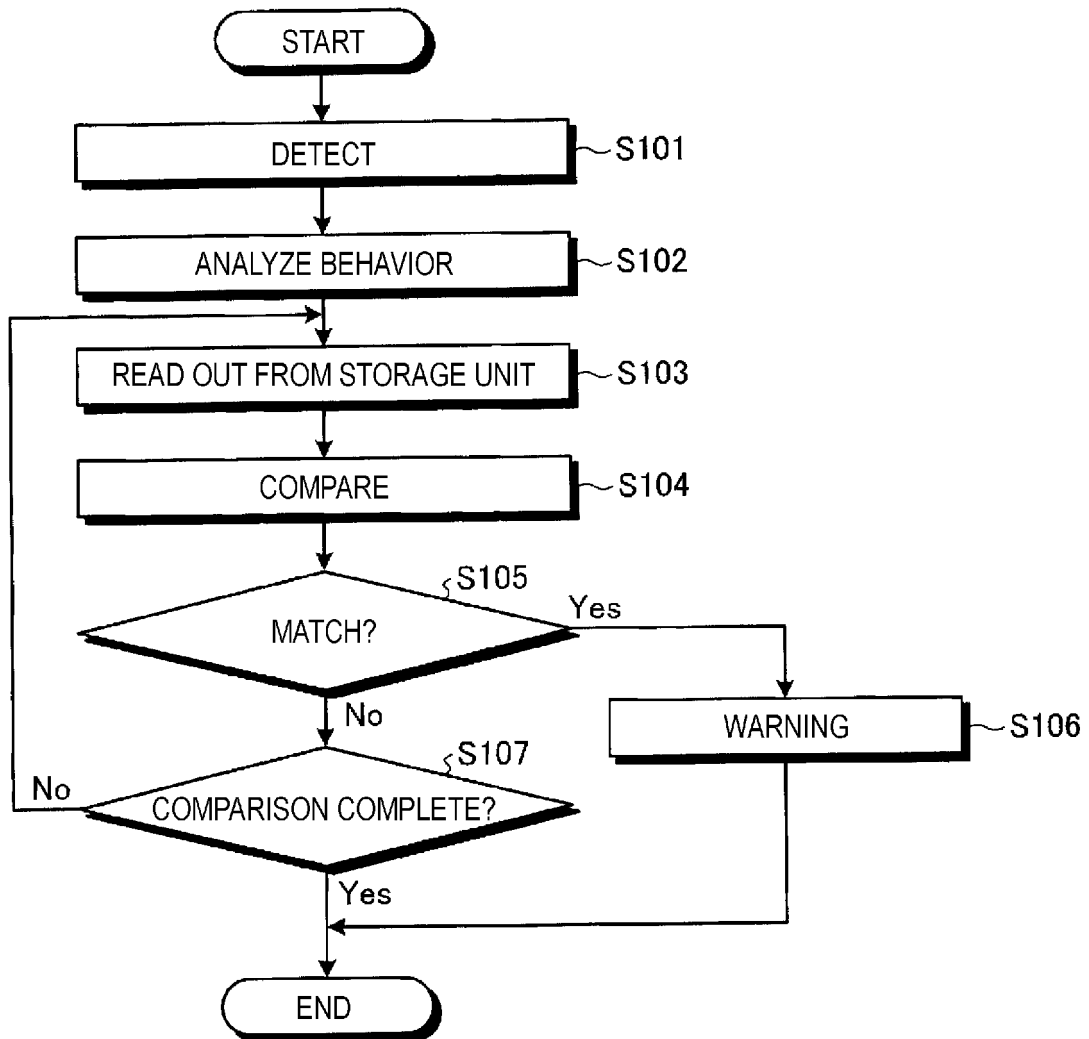 START
DETECT
S101
ANALYZE BEHAVIOR
S102
READ OUT FROM STORAGE UNIT
S103
COMPARE
S104
S105
MATCH?
Yes
No
WARNING
S106
S107
No
COMPARISON COMPLETE?
Yes
END